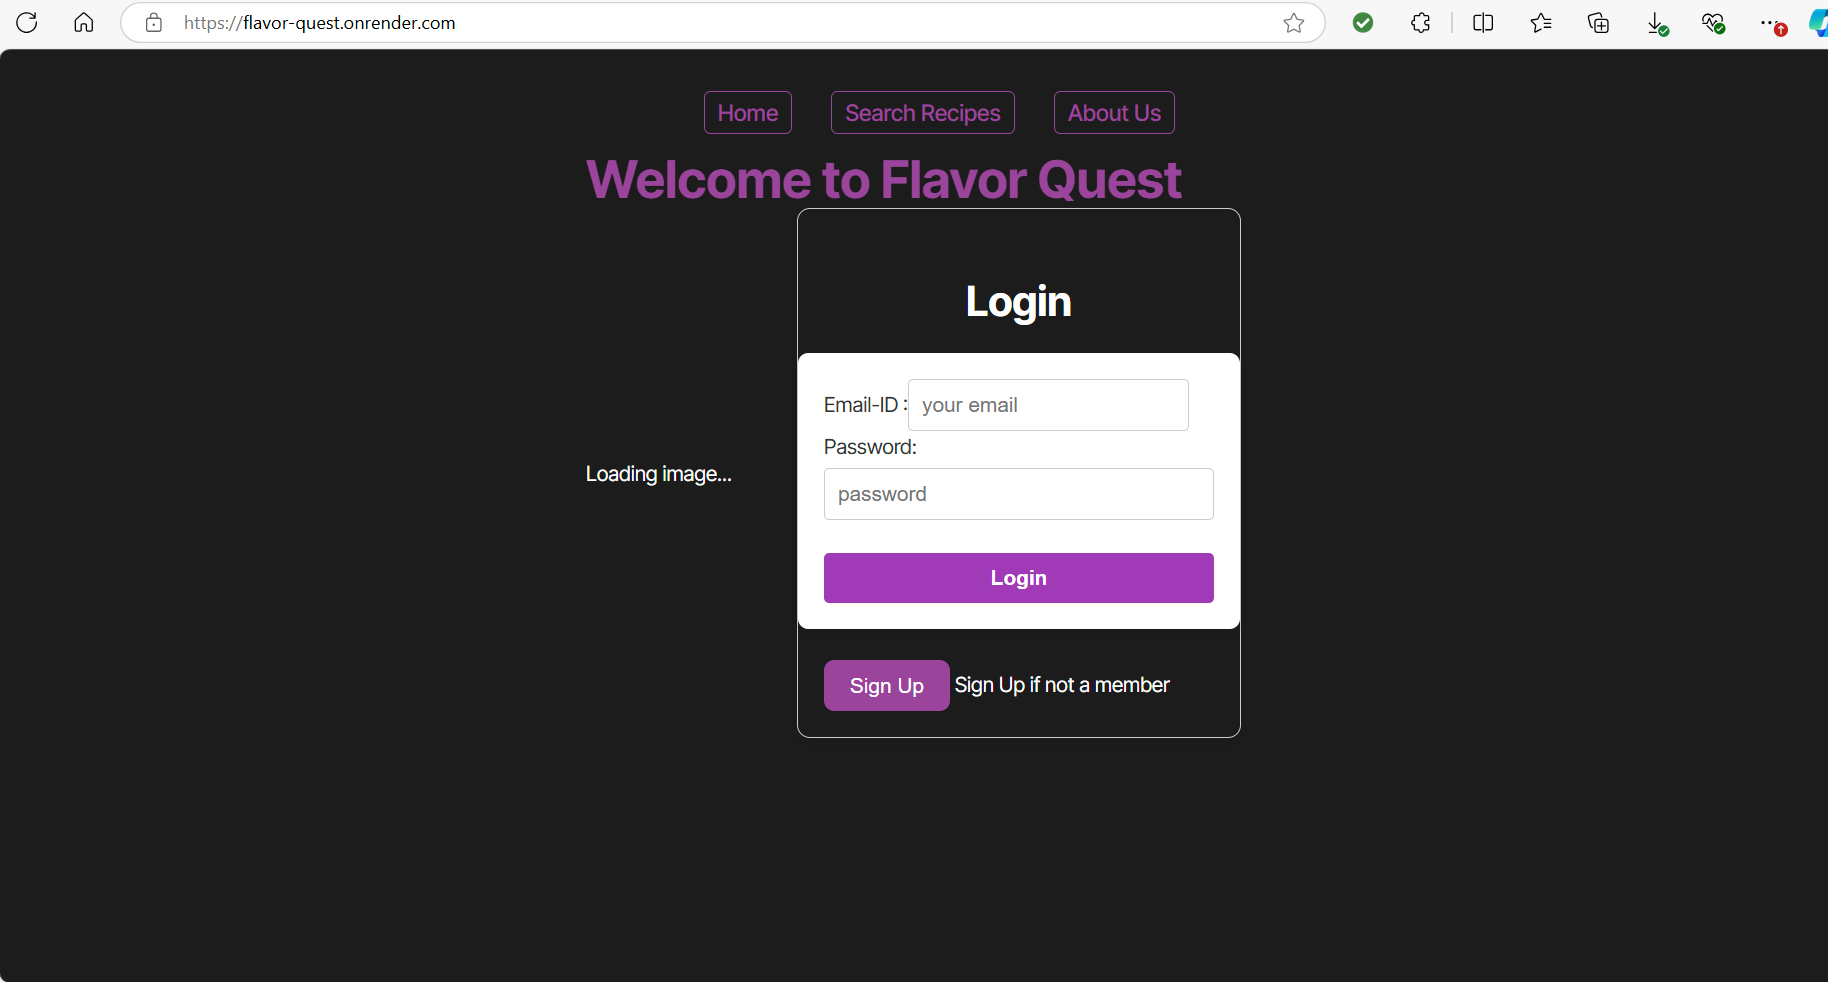 https://flavor-quest.onrender.com
Home Search Recipes About Us
Welcome to Flavor Quest
Login
Email-ID : your email
Password:
Loading image...
password
Login
Sign Up Sign Up if not a member